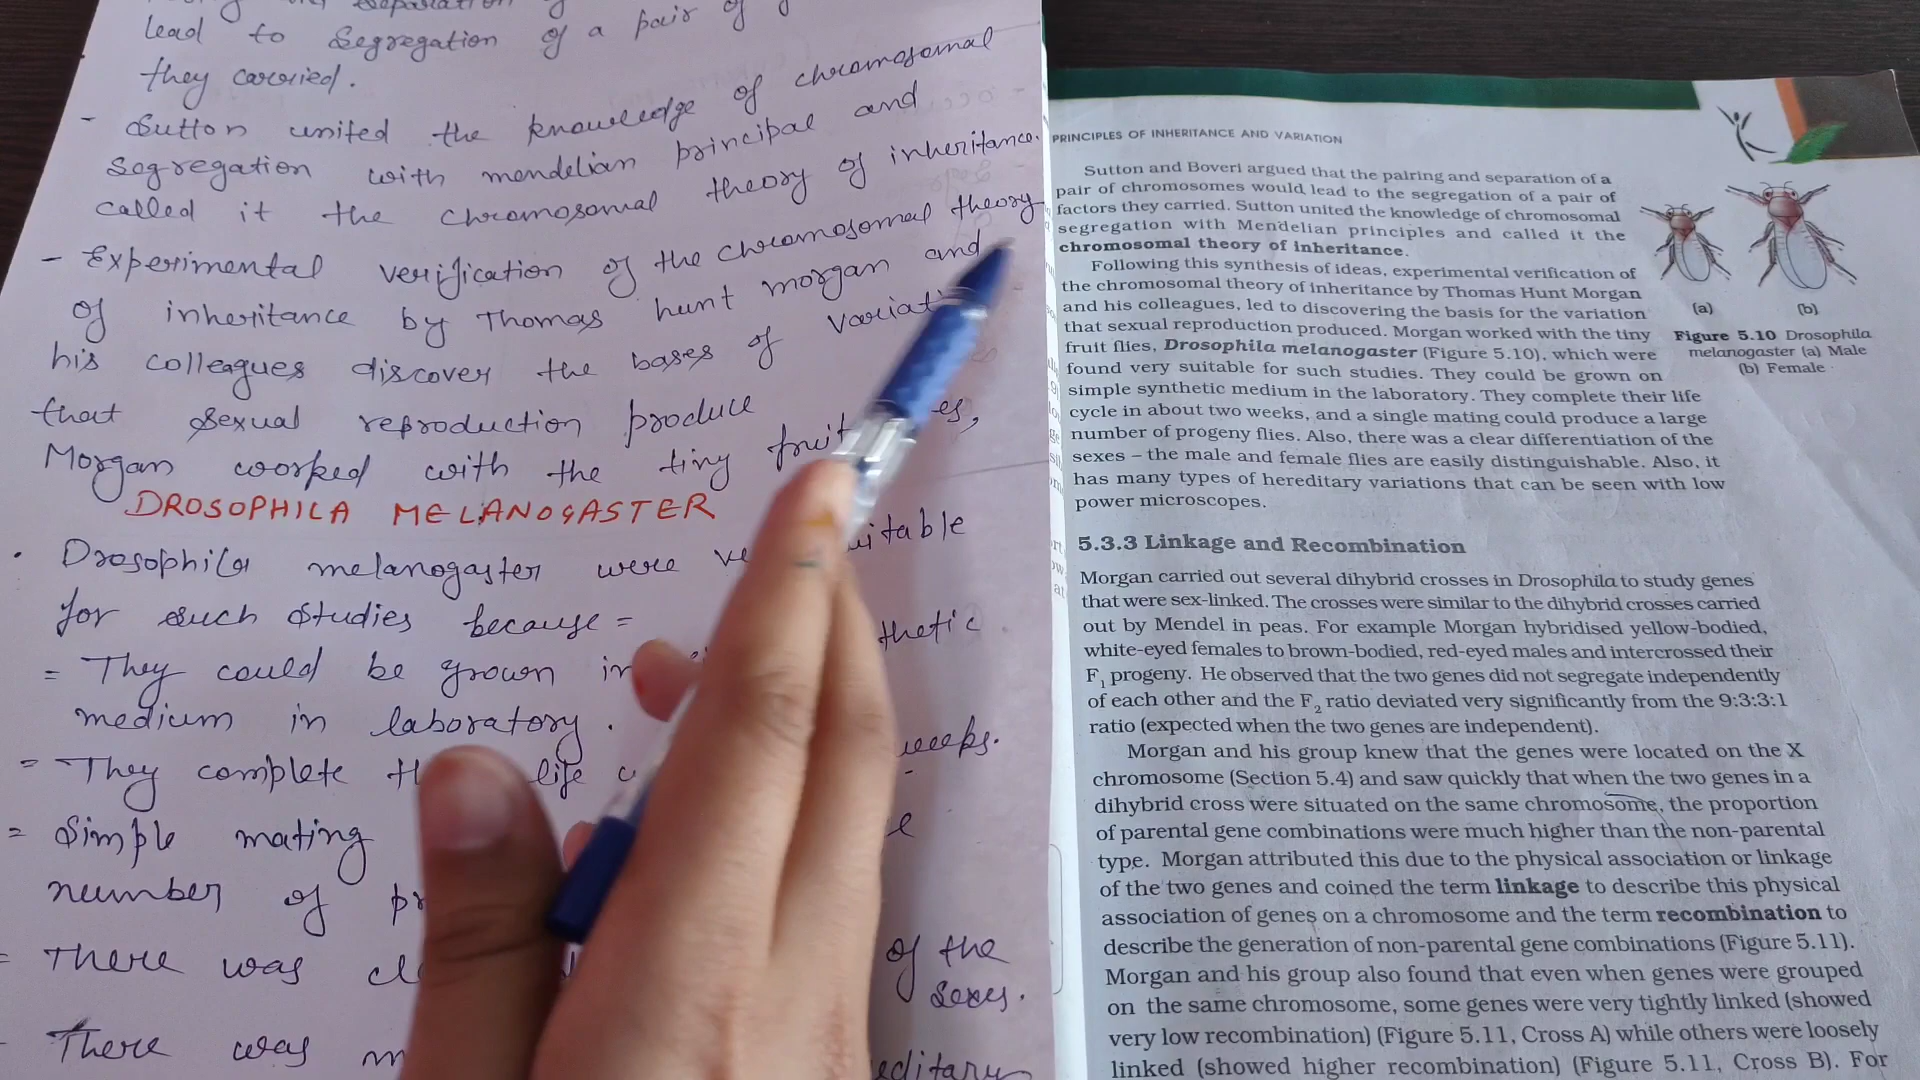 lead to segregation of a pair of
they carried.
- Sutton united the knowledge of chromosomal
segregation with mendelian principal and
called it the chromosomal theory of inheritance.
- Experimental verification of the chromosomal theory
of inheritance by Thomas hunt morgan and
his colleagues discover the bases of
that sexual reproduction produce
Morgan worked with the tiny
DROSOPHILA MELANOGASTER
. Drosophila melanogaster were
for such studies because =
= They could be grown in
medium in laboratory.
= They complete life
= Simple mating
number of
= There was of the
sexes.
- There was
PRINCIPLES OF INHERITANCE AND VARIATION
Sutton and Boveri argued that the pairing and separation of a
pair of chromosomes would lead to the segregation of a pair of
factors they carried. Sutton united the knowledge of chromosomal
segregation with Mendelian principles and called it the
chromosomal theory of inheritance.
Following this synthesis of ideas, experimental verification of
the chromosomal theory of inheritance by Thomas Hunt Morgan
and his colleagues, led to discovering the basis for the variation
that sexual reproduction produced. Morgan worked with the tiny
fruit flies, Drosophila melanogaster (Figure 5.10), which were
found very suitable for such studies. They could be grown on
simple synthetic medium in the laboratory. They complete their life
cycle in about two weeks, and a single mating could produce a large
number of progeny flies. Also, there was a clear differentiation of the
sexes – the male and female flies are easily distinguishable. Also, it
has many types of hereditary variations that can be seen with low
power microscopes.
(a) (b)
Figure 5.10 Drosophila
melanogaster (a) Male
(b) Female
5.3.3 Linkage and Recombination
Morgan carried out several dihybrid crosses in Drosophila to study genes
that were sex-linked. The crosses were similar to the dihybrid crosses carried
out by Mendel in peas. For example Morgan hybridised yellow-bodied,
white-eyed females to brown-bodied, red-eyed males and intercrossed their
F1 progeny. He observed that the two genes did not segregate independently
of each other and the F2 ratio deviated very significantly from the 9:3:3:1
ratio (expected when the two genes are independent).
Morgan and his group knew that the genes were located on the X
chromosome (Section 5.4) and saw quickly that when the two genes in a
dihybrid cross were situated on the same chromosome, the proportion
of parental gene combinations were much higher than the non-parental
type. Morgan attributed this due to the physical association or linkage
of the two genes and coined the term linkage to describe this physical
association of genes on a chromosome and the term recombination to
describe the generation of non-parental gene combinations (Figure 5.11).
Morgan and his group also found that even when genes were grouped
on the same chromosome, some genes were very tightly linked (showed
very low recombination) (Figure 5.11, Cross A) while others were loosely
linked (showed higher recombination) (Figure 5.11, Cross B). For